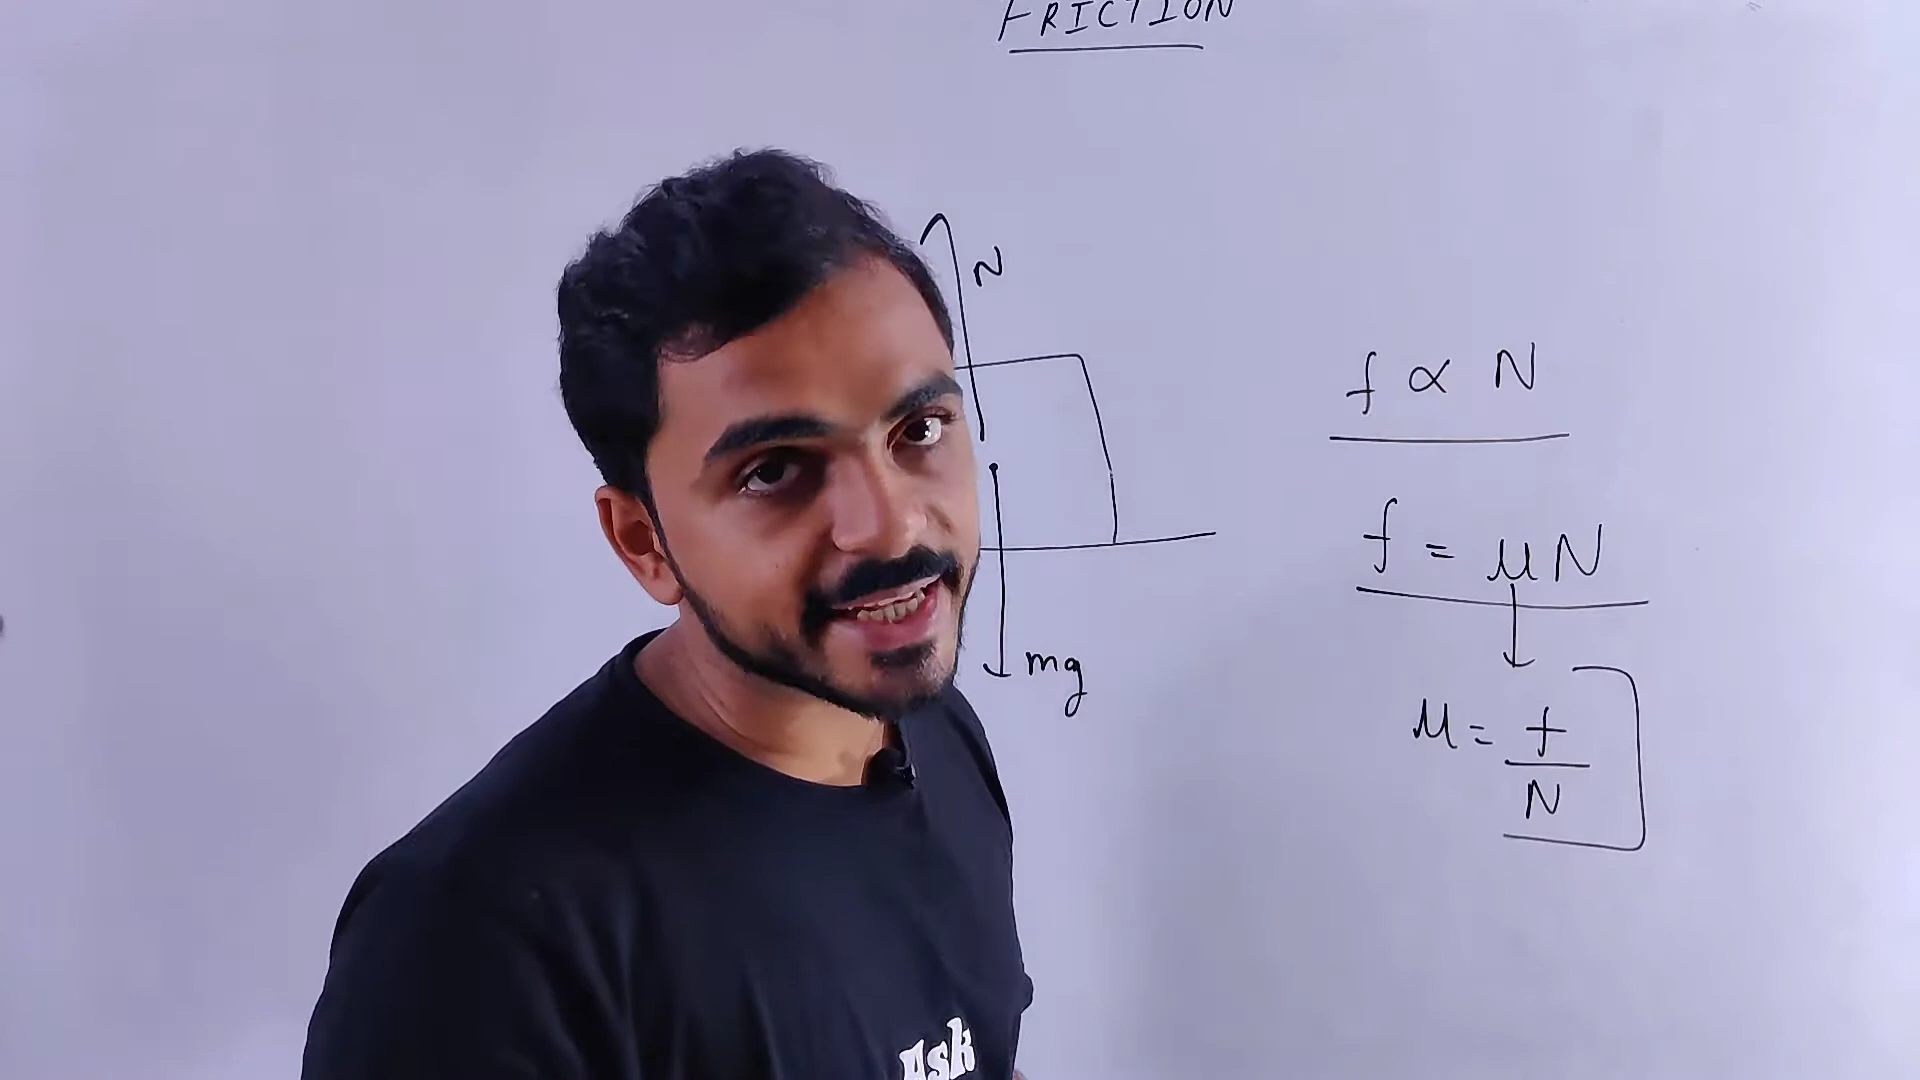 FRICTION
N
mg
f ∝ N
f = μN
μ = f/N
Ask